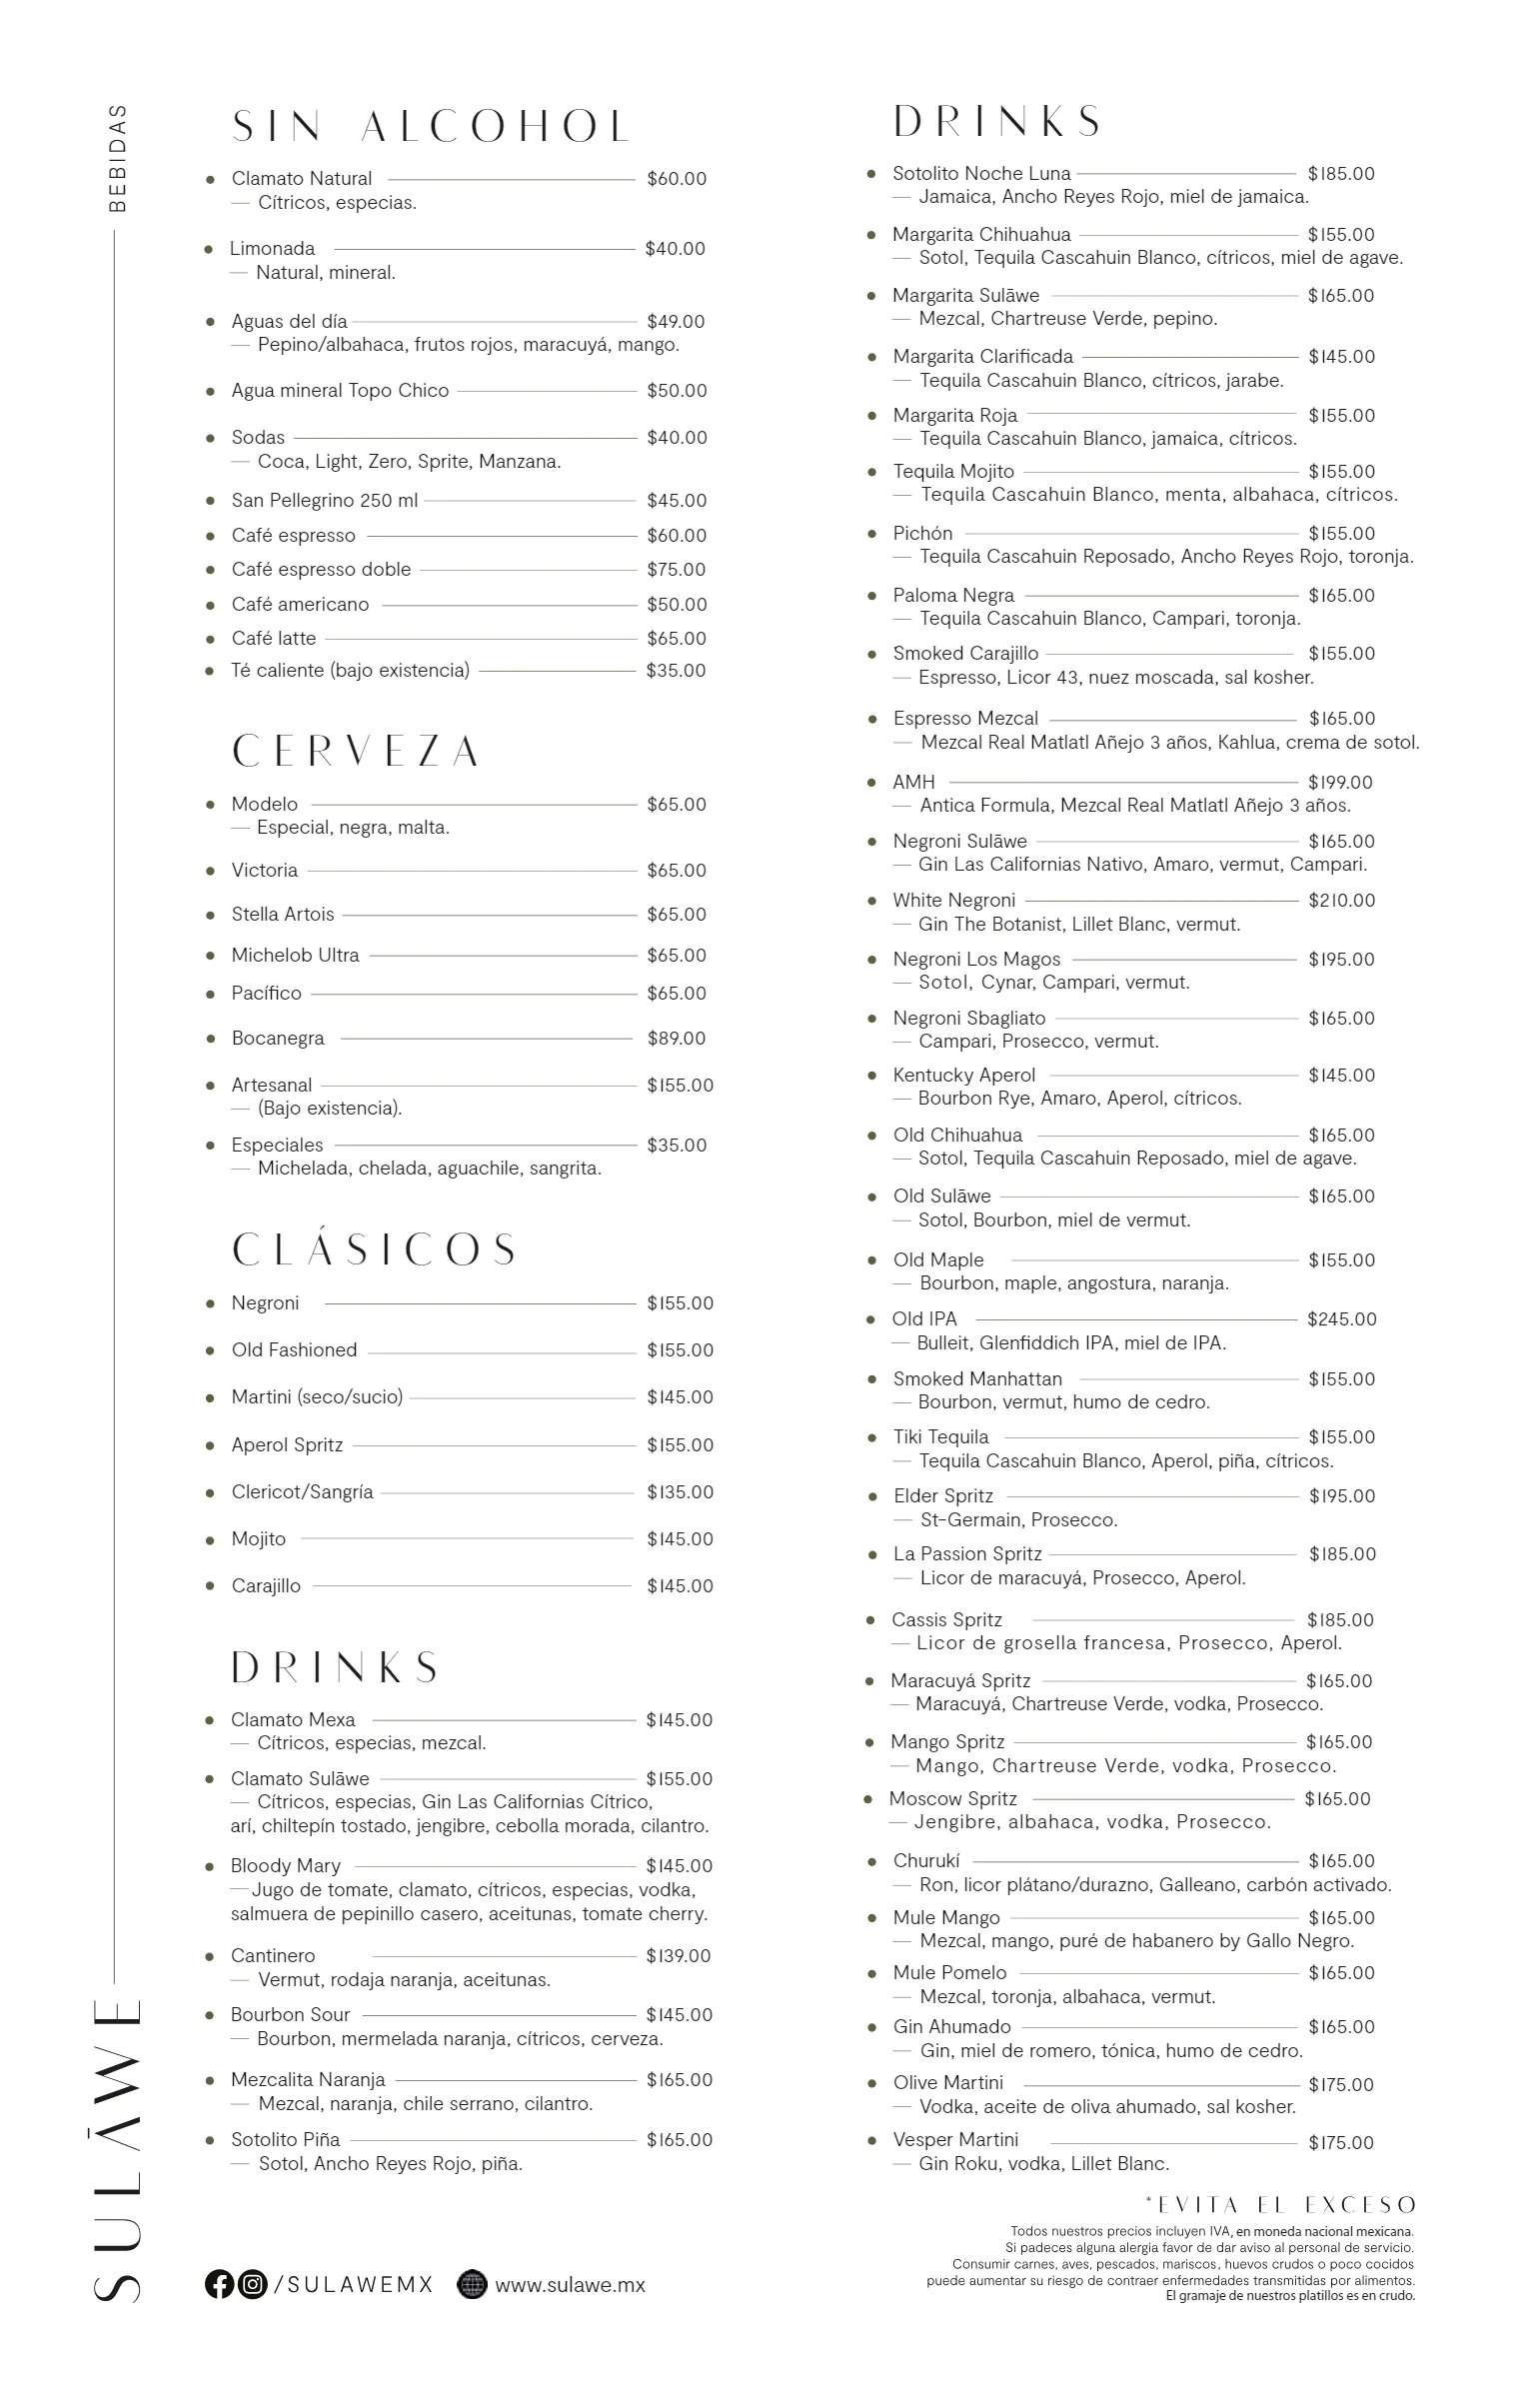 BEBIDAS
SULĀWE
SIN ALCOHOL
Clamato Natural $60.00
— Cítricos, especias.
Limonada $40.00
— Natural, mineral.
Aguas del día $49.00
— Pepino/albahaca, frutos rojos, maracuyá, mango.
Agua mineral Topo Chico $50.00
Sodas $40.00
— Coca, Light, Zero, Sprite, Manzana.
San Pellegrino 250 ml $45.00
Café espresso $60.00
Café espresso doble $75.00
Café americano $50.00
Café latte $65.00
Té caliente (bajo existencia) $35.00
CERVEZA
Modelo $65.00
— Especial, negra, malta.
Victoria $65.00
Stella Artois $65.00
Michelob Ultra $65.00
Pacífico $65.00
Bocanegra $89.00
Artesanal $155.00
— (Bajo existencia).
Especiales $35.00
— Michelada, chelada, aguachile, sangrita.
CLÁSICOS
Negroni $155.00
Old Fashioned $155.00
Martini (seco/sucio) $145.00
Aperol Spritz $155.00
Clericot/Sangría $135.00
Mojito $145.00
Carajillo $145.00
DRINKS
Clamato Mexa $145.00
— Cítricos, especias, mezcal.
Clamato Sulāwe $155.00
— Cítricos, especias, Gin Las Californias Cítrico,
arí, chiltepín tostado, jengibre, cebolla morada, cilantro.
Bloody Mary $145.00
—Jugo de tomate, clamato, cítricos, especias, vodka,
salmuera de pepinillo casero, aceitunas, tomate cherry.
Cantinero $139.00
— Vermut, rodaja naranja, aceitunas.
Bourbon Sour $145.00
— Bourbon, mermelada naranja, cítricos, cerveza.
Mezcalita Naranja $165.00
— Mezcal, naranja, chile serrano, cilantro.
Sotolito Piña $165.00
— Sotol, Ancho Reyes Rojo, piña.
/SULAWEMX www.sulawe.mx
DRINKS
Sotolito Noche Luna $185.00
— Jamaica, Ancho Reyes Rojo, miel de jamaica.
Margarita Chihuahua $155.00
— Sotol, Tequila Cascahuin Blanco, cítricos, miel de agave.
Margarita Sulāwe $165.00
— Mezcal, Chartreuse Verde, pepino.
Margarita Clarificada $145.00
— Tequila Cascahuin Blanco, cítricos, jarabe.
Margarita Roja $155.00
— Tequila Cascahuin Blanco, jamaica, cítricos.
Tequila Mojito $155.00
— Tequila Cascahuin Blanco, menta, albahaca, cítricos.
Pichón $155.00
— Tequila Cascahuin Reposado, Ancho Reyes Rojo, toronja.
Paloma Negra $165.00
— Tequila Cascahuin Blanco, Campari, toronja.
Smoked Carajillo $155.00
— Espresso, Licor 43, nuez moscada, sal kosher.
Espresso Mezcal $165.00
— Mezcal Real Matlatl Añejo 3 años, Kahlua, crema de sotol.
AMH $199.00
— Antica Formula, Mezcal Real Matlatl Añejo 3 años.
Negroni Sulāwe $165.00
— Gin Las Californias Nativo, Amaro, vermut, Campari.
White Negroni $210.00
— Gin The Botanist, Lillet Blanc, vermut.
Negroni Los Magos $195.00
— Sotol, Cynar, Campari, vermut.
Negroni Sbagliato $165.00
— Campari, Prosecco, vermut.
Kentucky Aperol $145.00
— Bourbon Rye, Amaro, Aperol, cítricos.
Old Chihuahua $165.00
— Sotol, Tequila Cascahuin Reposado, miel de agave.
Old Sulāwe $165.00
— Sotol, Bourbon, miel de vermut.
Old Maple $155.00
— Bourbon, maple, angostura, naranja.
Old IPA $245.00
— Bulleit, Glenfiddich IPA, miel de IPA.
Smoked Manhattan $155.00
— Bourbon, vermut, humo de cedro.
Tiki Tequila $155.00
— Tequila Cascahuin Blanco, Aperol, piña, cítricos.
Elder Spritz $195.00
— St-Germain, Prosecco.
La Passion Spritz $185.00
— Licor de maracuyá, Prosecco, Aperol.
Cassis Spritz $185.00
— Licor de grosella francesa, Prosecco, Aperol.
Maracuyá Spritz $165.00
— Maracuyá, Chartreuse Verde, vodka, Prosecco.
Mango Spritz $165.00
— Mango, Chartreuse Verde, vodka, Prosecco.
Moscow Spritz $165.00
— Jengibre, albahaca, vodka, Prosecco.
Churukí $165.00
— Ron, licor plátano/durazno, Galleano, carbón activado.
Mule Mango $165.00
— Mezcal, mango, puré de habanero by Gallo Negro.
Mule Pomelo $165.00
— Mezcal, toronja, albahaca, vermut.
Gin Ahumado $165.00
— Gin, miel de romero, tónica, humo de cedro.
Olive Martini $175.00
— Vodka, aceite de oliva ahumado, sal kosher.
Vesper Martini $175.00
— Gin Roku, vodka, Lillet Blanc.
*EVITA EL EXCESO
Todos nuestros precios incluyen IVA, en moneda nacional mexicana.
Si padeces alguna alergia favor de dar aviso al personal de servicio.
Consumir carnes, aves, pescados, mariscos, huevos crudos o poco cocidos
puede aumentar su riesgo de contraer enfermedades transmitidas por alimentos.
El gramaje de nuestros platillos es en crudo.